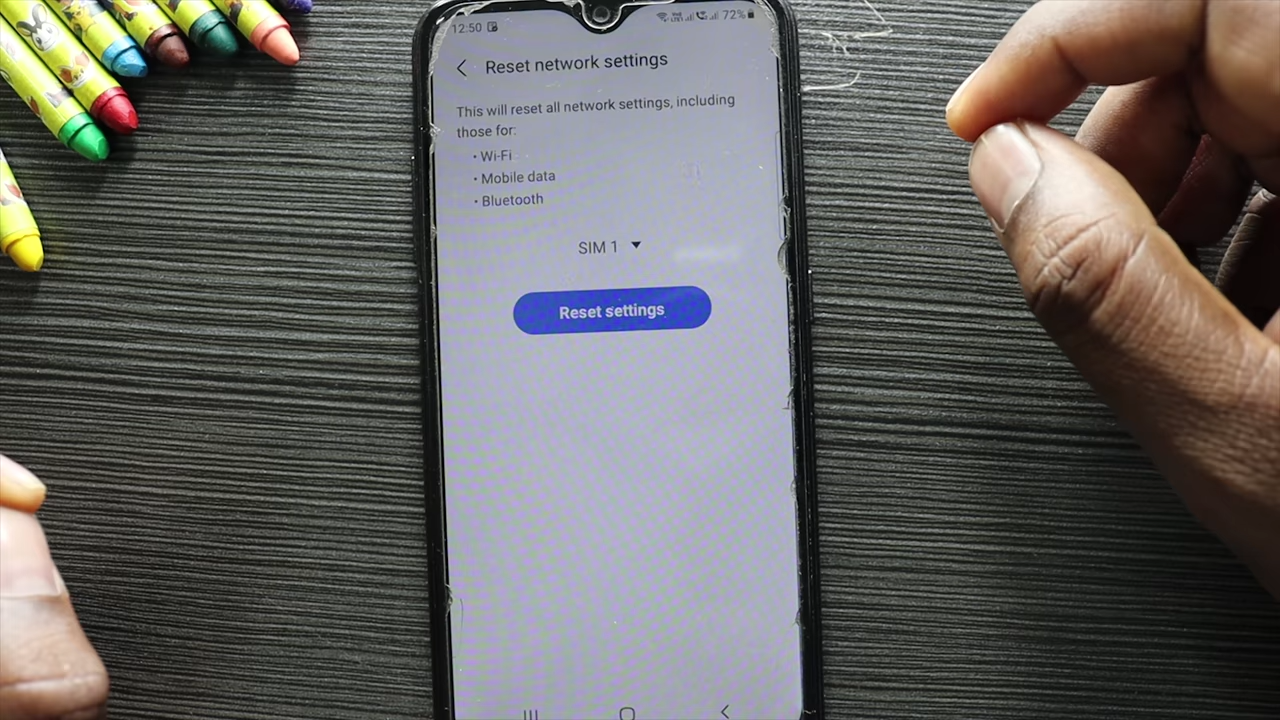 12:50 72%
Reset network settings
This will reset all network settings, including
those for:
• Wi-Fi
• Mobile data
• Bluetooth
SIM 1
Reset settings